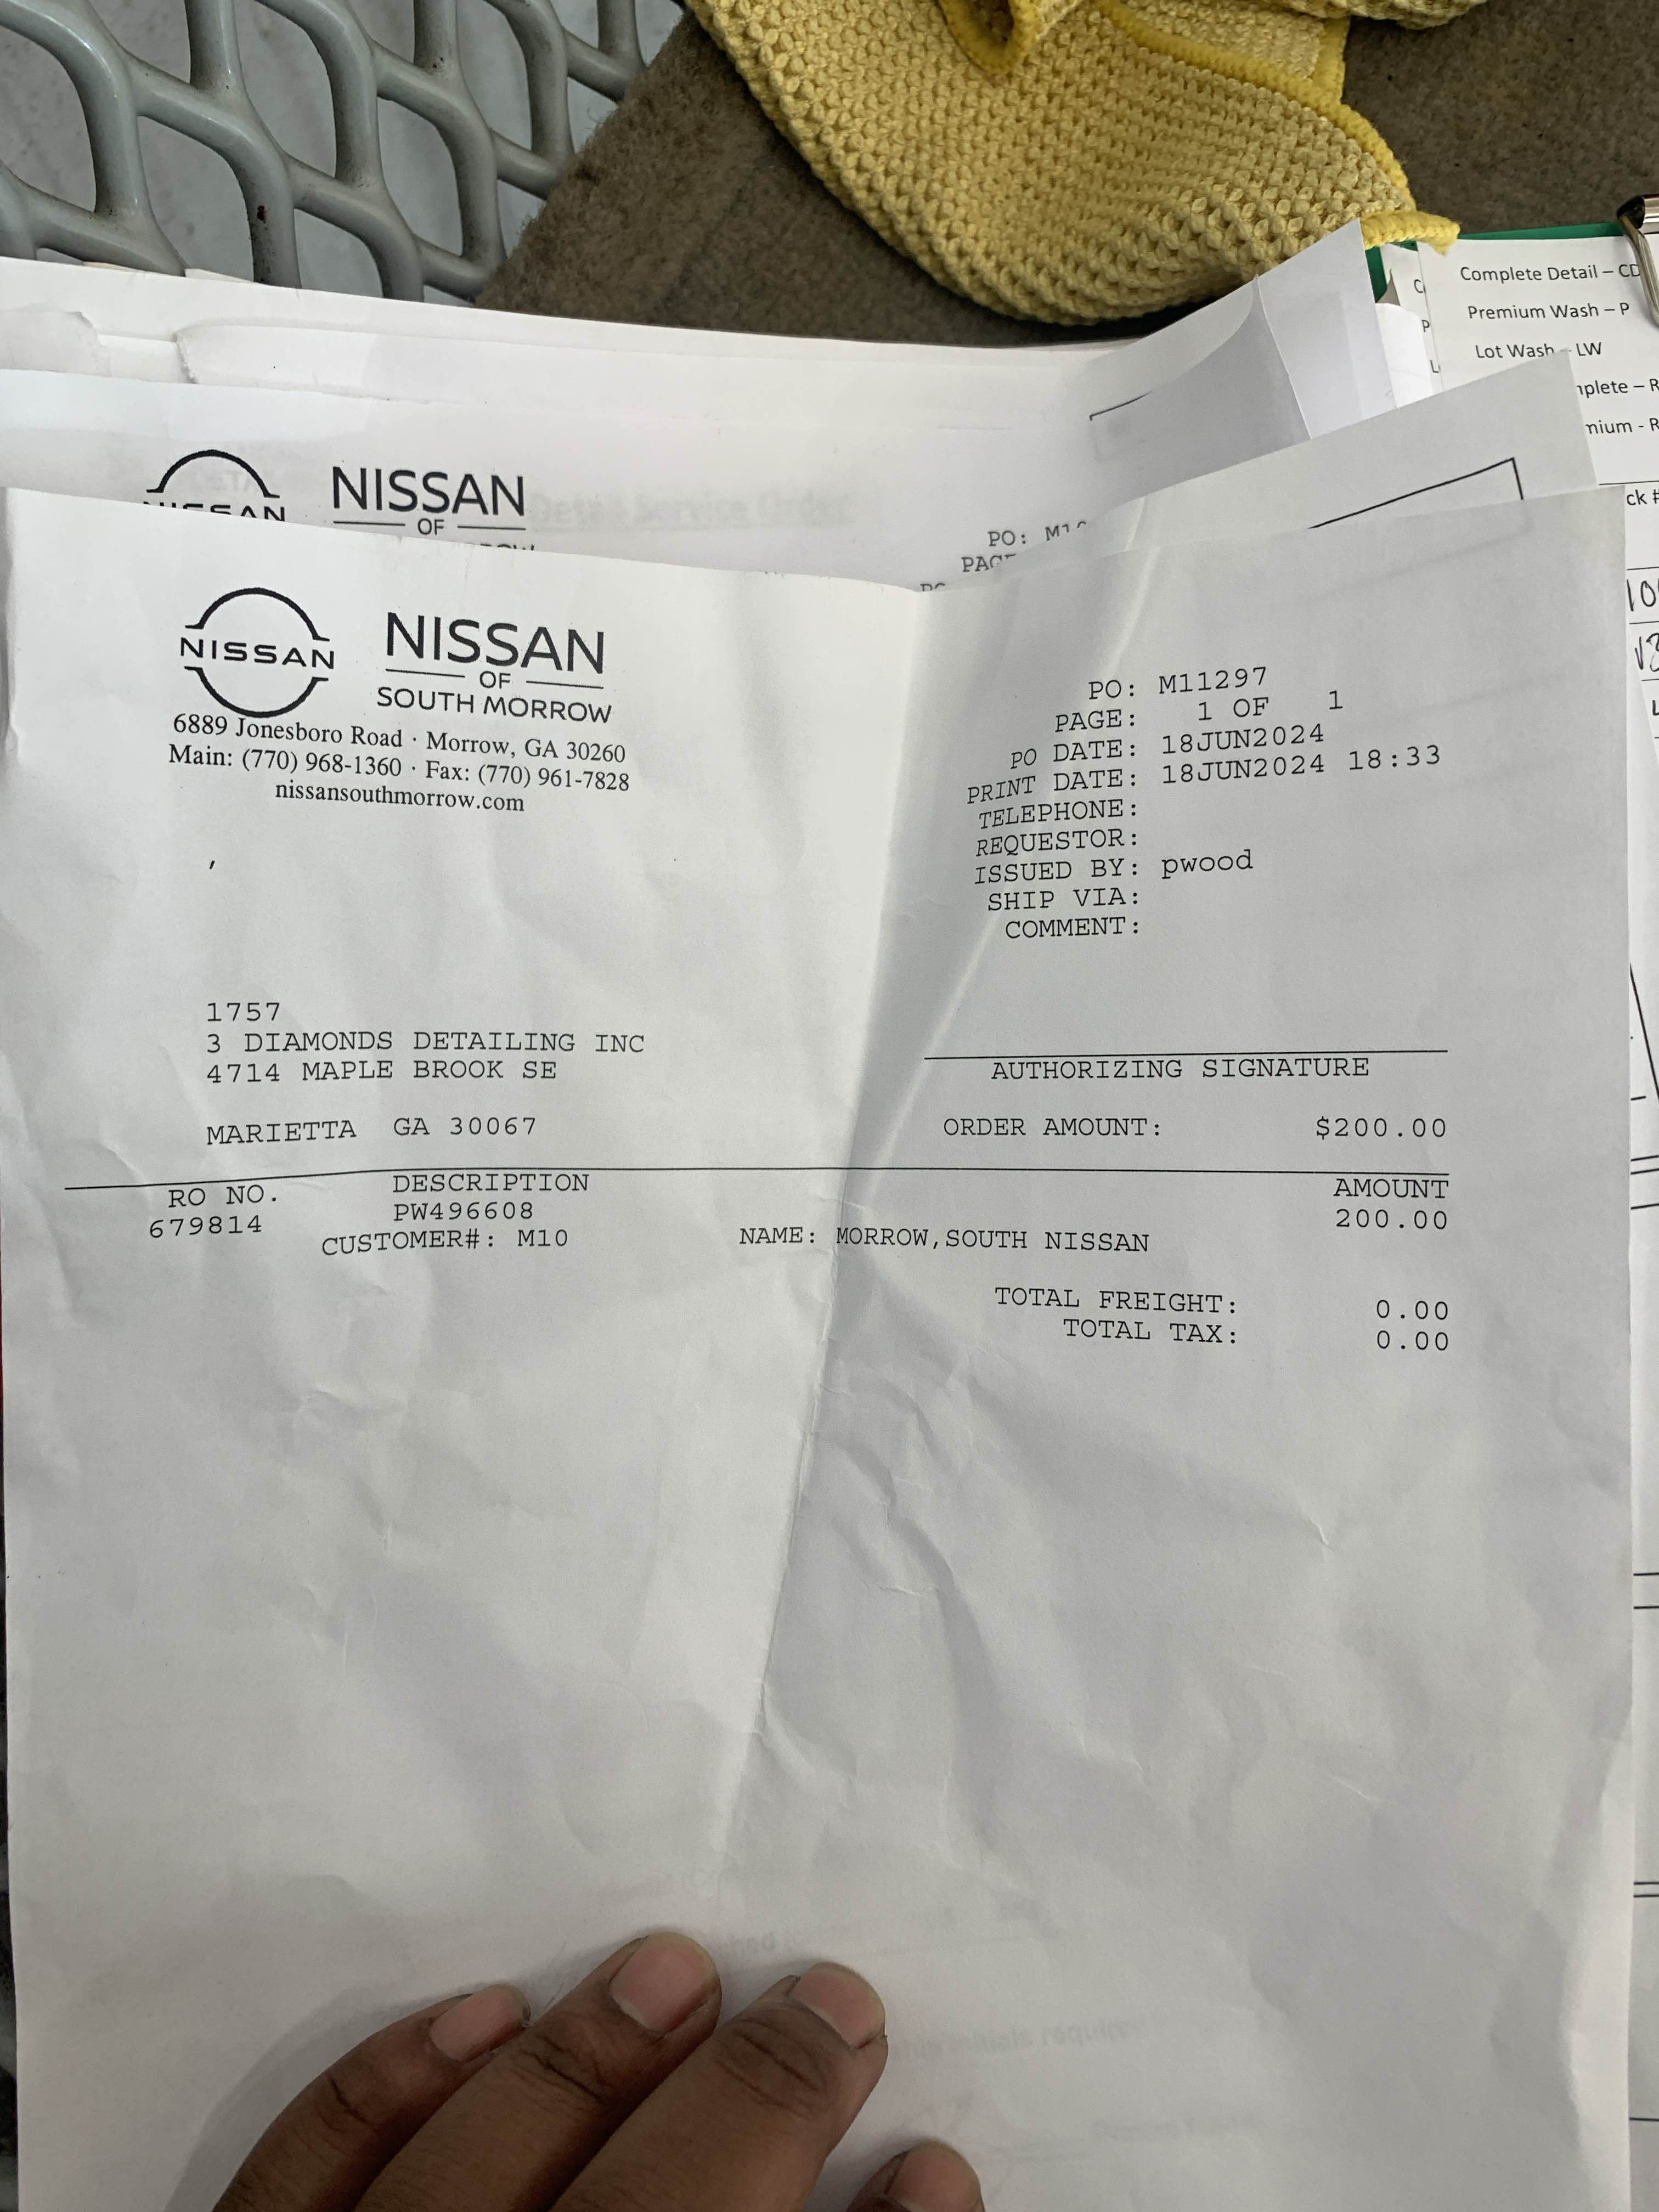 Complete Detail – CD
Premium Wash – P
Lot Wash – LW
NISSAN
NISSAN
OF
PO:
NISSAN
NISSAN
OF
SOUTH MORROW
6889 Jonesboro Road · Morrow, GA 30260
Main: (770) 968-1360 · Fax: (770) 961-7828
nissansouthmorrow.com
PO: M11297
PAGE: 1 OF 1
PO DATE: 18JUN2024
PRINT DATE: 18JUN2024 18:33
TELEPHONE:
REQUESTOR:
ISSUED BY: pwood
SHIP VIA:
COMMENT:
1757
3 DIAMONDS DETAILING INC
4714 MAPLE BROOK SE
MARIETTA GA 30067
AUTHORIZING SIGNATURE
ORDER AMOUNT: $200.00
RO NO. DESCRIPTION AMOUNT
679814 PW496608 200.00
CUSTOMER#: M10 NAME: MORROW,SOUTH NISSAN
TOTAL FREIGHT: 0.00
TOTAL TAX: 0.00